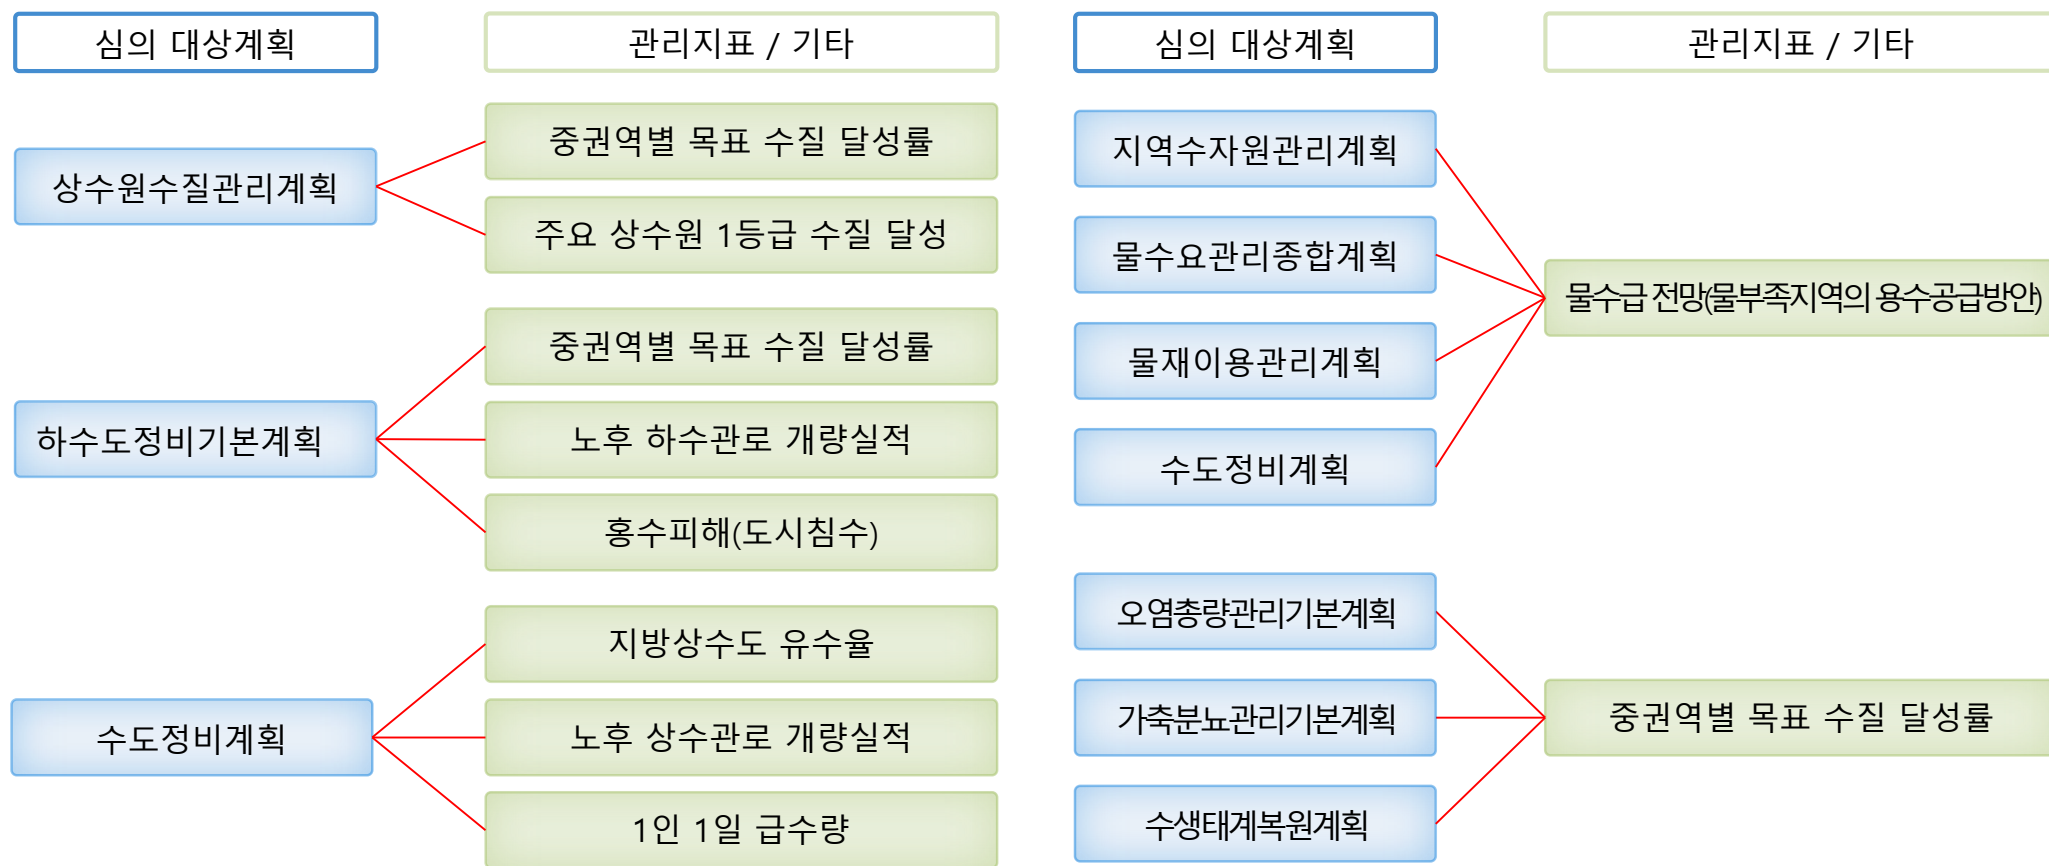 심의 대상계획
관리지표 / 기타
상수원수질관리계획
중권역별 목표 수질 달성률
주요 상수원 1등급 수질 달성
하수도정비기본계획
중권역별 목표 수질 달성률
노후 하수관로 개량실적
홍수피해(도시침수)
수도정비계획
지방상수도 유수율
노후 상수관로 개량실적
1인 1일 급수량
심의 대상계획
관리지표 / 기타
지역수자원관리계획
물수요관리종합계획
물재이용관리계획
수도정비계획
물수급 전망(물부족지역의 용수공급방안)
오염총량관리기본계획
가축분뇨관리기본계획
수생태계복원계획
중권역별 목표 수질 달성률